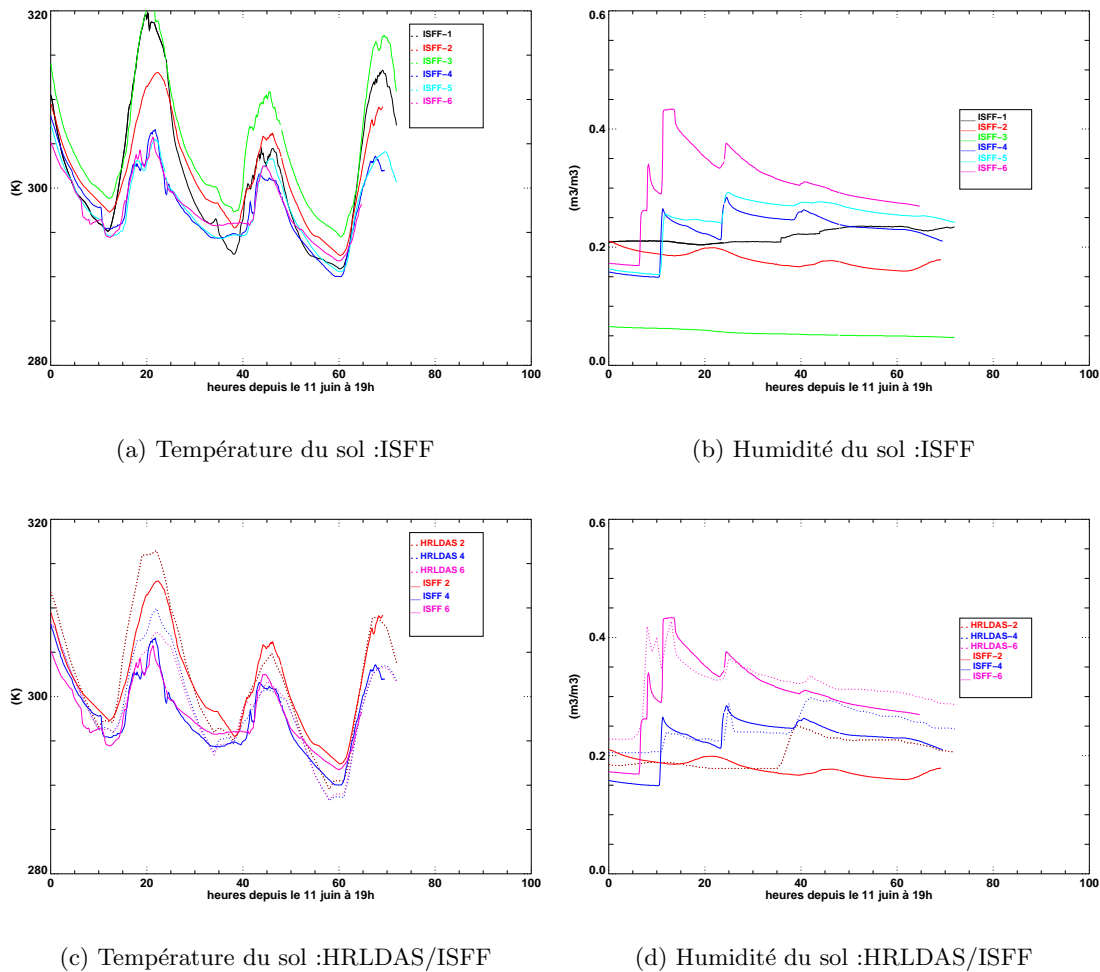 320
300
280
(K)
0
20
40
60
80
100
heures depuis le 11 juin à 19h
ISFF-1
ISFF-2
ISFF-3
ISFF-4
ISFF-5
ISFF-6
(a) Température du sol :ISFF
0.6
0.4
0.2
0.0
(m3/m3)
0
20
40
60
80
100
heures depuis le 11 juin à 19h
ISFF-1
ISFF-2
ISFF-3
ISFF-4
ISFF-5
ISFF-6
(b) Humidité du sol :ISFF
320
300
280
(K)
0
20
40
60
80
100
heures depuis le 11 juin à 19h
HRLDAS 2
HRLDAS 4
HRLDAS 6
ISFF 2
ISFF 4
ISFF 6
(c) Température du sol :HRLDAS/ISFF
0.6
0.4
0.2
0.0
(m3/m3)
0
20
40
60
80
100
heures depuis le 11 juin à 19h
HRLDAS-2
HRLDAS-4
HRLDAS-6
ISFF-2
ISFF-4
ISFF-6
(d) Humidité du sol :HRLDAS/ISFF